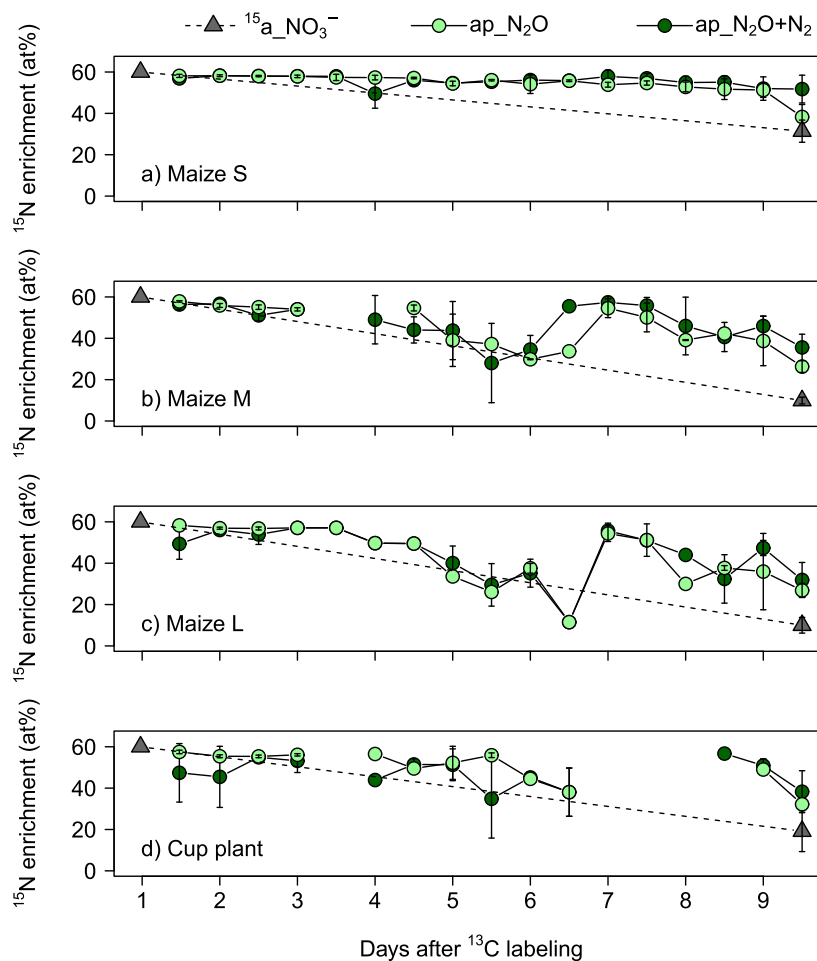 ¹⁵a_NO₃⁻ ap_N₂O ap_N₂O+N₂
¹⁵N enrichment (at%)
60
40
20
0
a) Maize S
¹⁵N enrichment (at%)
60
40
20
0
b) Maize M
¹⁵N enrichment (at%)
60
40
20
0
c) Maize L
¹⁵N enrichment (at%)
60
40
20
0
d) Cup plant
1 2 3 4 5 6 7 8 9
Days after ¹³C labeling